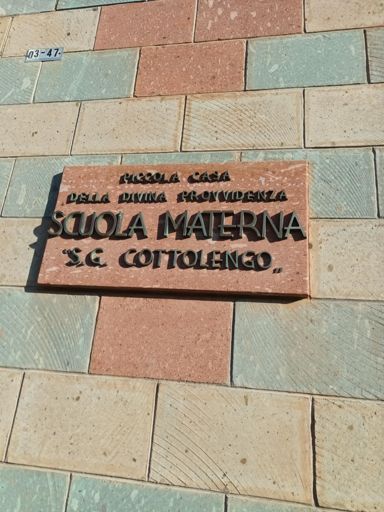 03-47
PICCOLA CASA
DELLA DIVINA PROVVIDENZA
SCUOLA MATERNA
"S.G. COTTOLENGO"